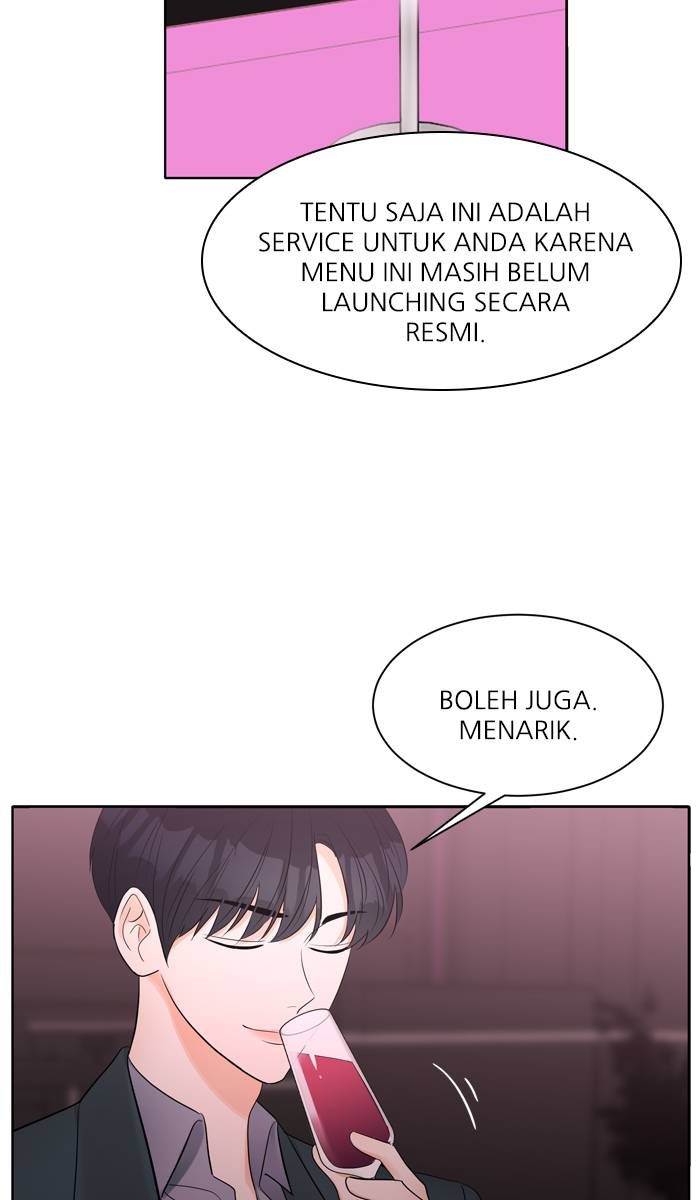 TENTU SAJA INI ADALAH
SERVICE UNTUK ANDA KARENA
MENU INI MASIH BELUM
LAUNCHING SECARA
RESMI.
BOLEH JUGA.
MENARIK.